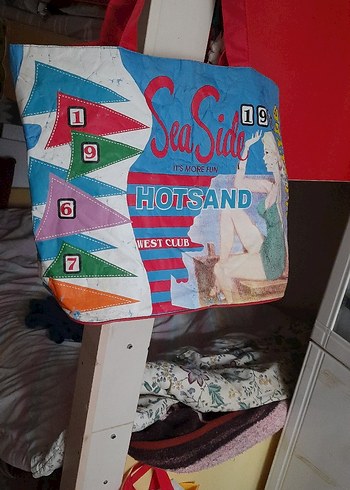 1
9
6
7
Sea Side
19
IT'S MORE FUN
HOTSAND
WEST CLUB